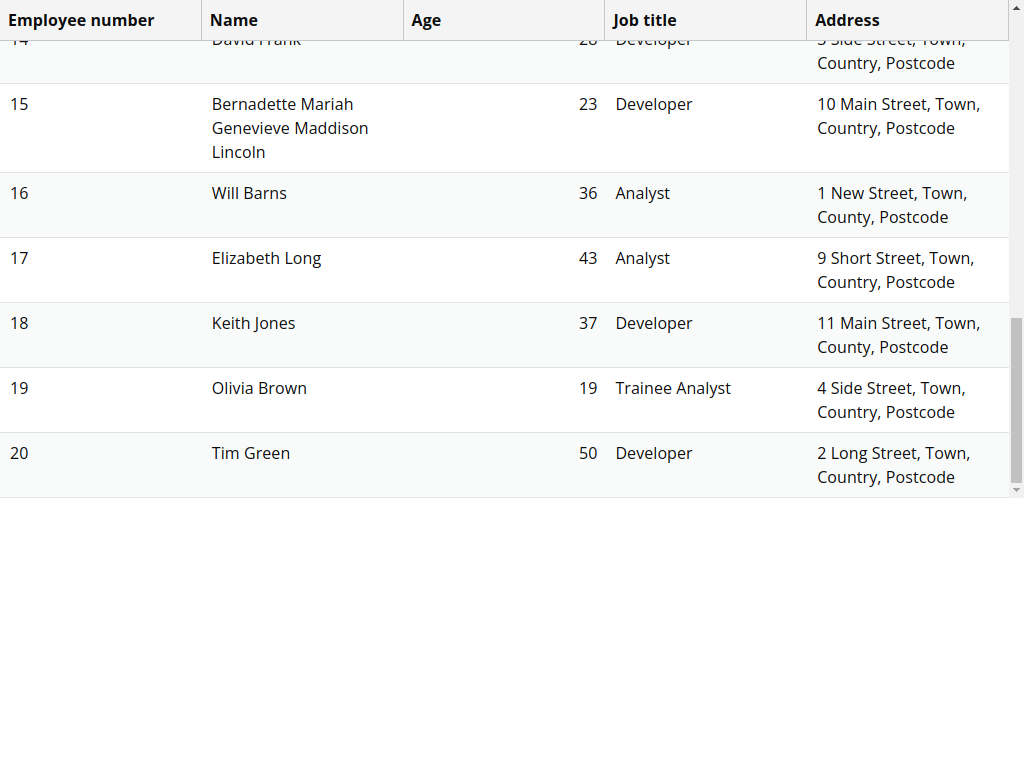 Employee number Name Age Job title Address
14 David Frank 28 Developer 3 Side Street, Town,
Country, Postcode
15 Bernadette Mariah 23 Developer 10 Main Street, Town,
Genevieve Maddison Country, Postcode
Lincoln
16 Will Barns 36 Analyst 1 New Street, Town,
County, Postcode
17 Elizabeth Long 43 Analyst 9 Short Street, Town,
Country, Postcode
18 Keith Jones 37 Developer 11 Main Street, Town,
County, Postcode
19 Olivia Brown 19 Trainee Analyst 4 Side Street, Town,
Country, Postcode
20 Tim Green 50 Developer 2 Long Street, Town,
Country, Postcode